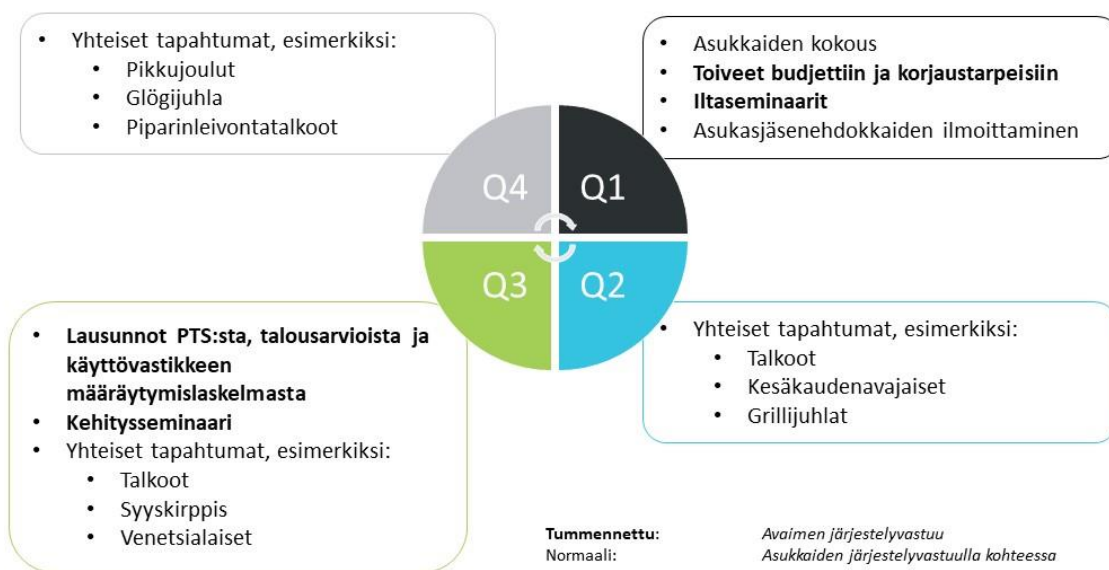 • Yhteiset tapahtumat, esimerkiksi:
• Pikkujoulut
• Glögijuhla
• Piparinleivontatalkoot
• Asukkaiden kokous
• Toiveet budjettiin ja korjaustarpeisiin
• Iltaseminaarit
• Asukasjäsenehdokkaiden ilmoittaminen
Q4
Q1
Q3
Q2
• Lausunnot PTS:sta, talousarvioista ja
käyttövastikkeen
määräytymislaskelmasta
• Kehitysseminaari
• Yhteiset tapahtumat, esimerkiksi:
• Talkoot
• Syyskirppis
• Venetsialaiset
• Yhteiset tapahtumat, esimerkiksi:
• Talkoot
• Kesäkaudenavajaiset
• Grillijuhlat
Tummennettu: Avaimen järjestelyvastuu
Normaali: Asukkaiden järjestelyvastuulla kohteessa